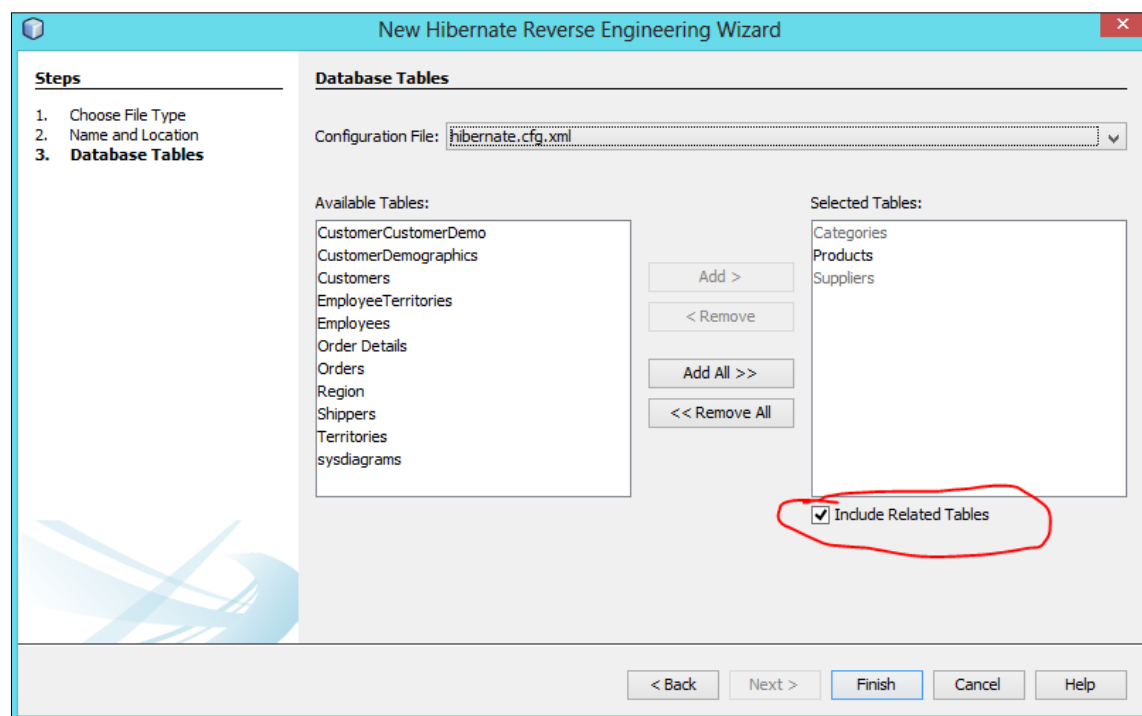 New Hibernate Reverse Engineering Wizard
Steps
1. Choose File Type
2. Name and Location
3. Database Tables
Database Tables
Configuration File: hibernate.cfg.xml
Available Tables:
CustomerCustomerDemo
CustomerDemographics
Customers
EmployeeTerritories
Employees
Order Details
Orders
Region
Shippers
Territories
sysdiagrams
Add >
< Remove
Add All >>
<< Remove All
Selected Tables:
Categories
Products
Suppliers
Include Related Tables
< Back
Next >
Finish
Cancel
Help